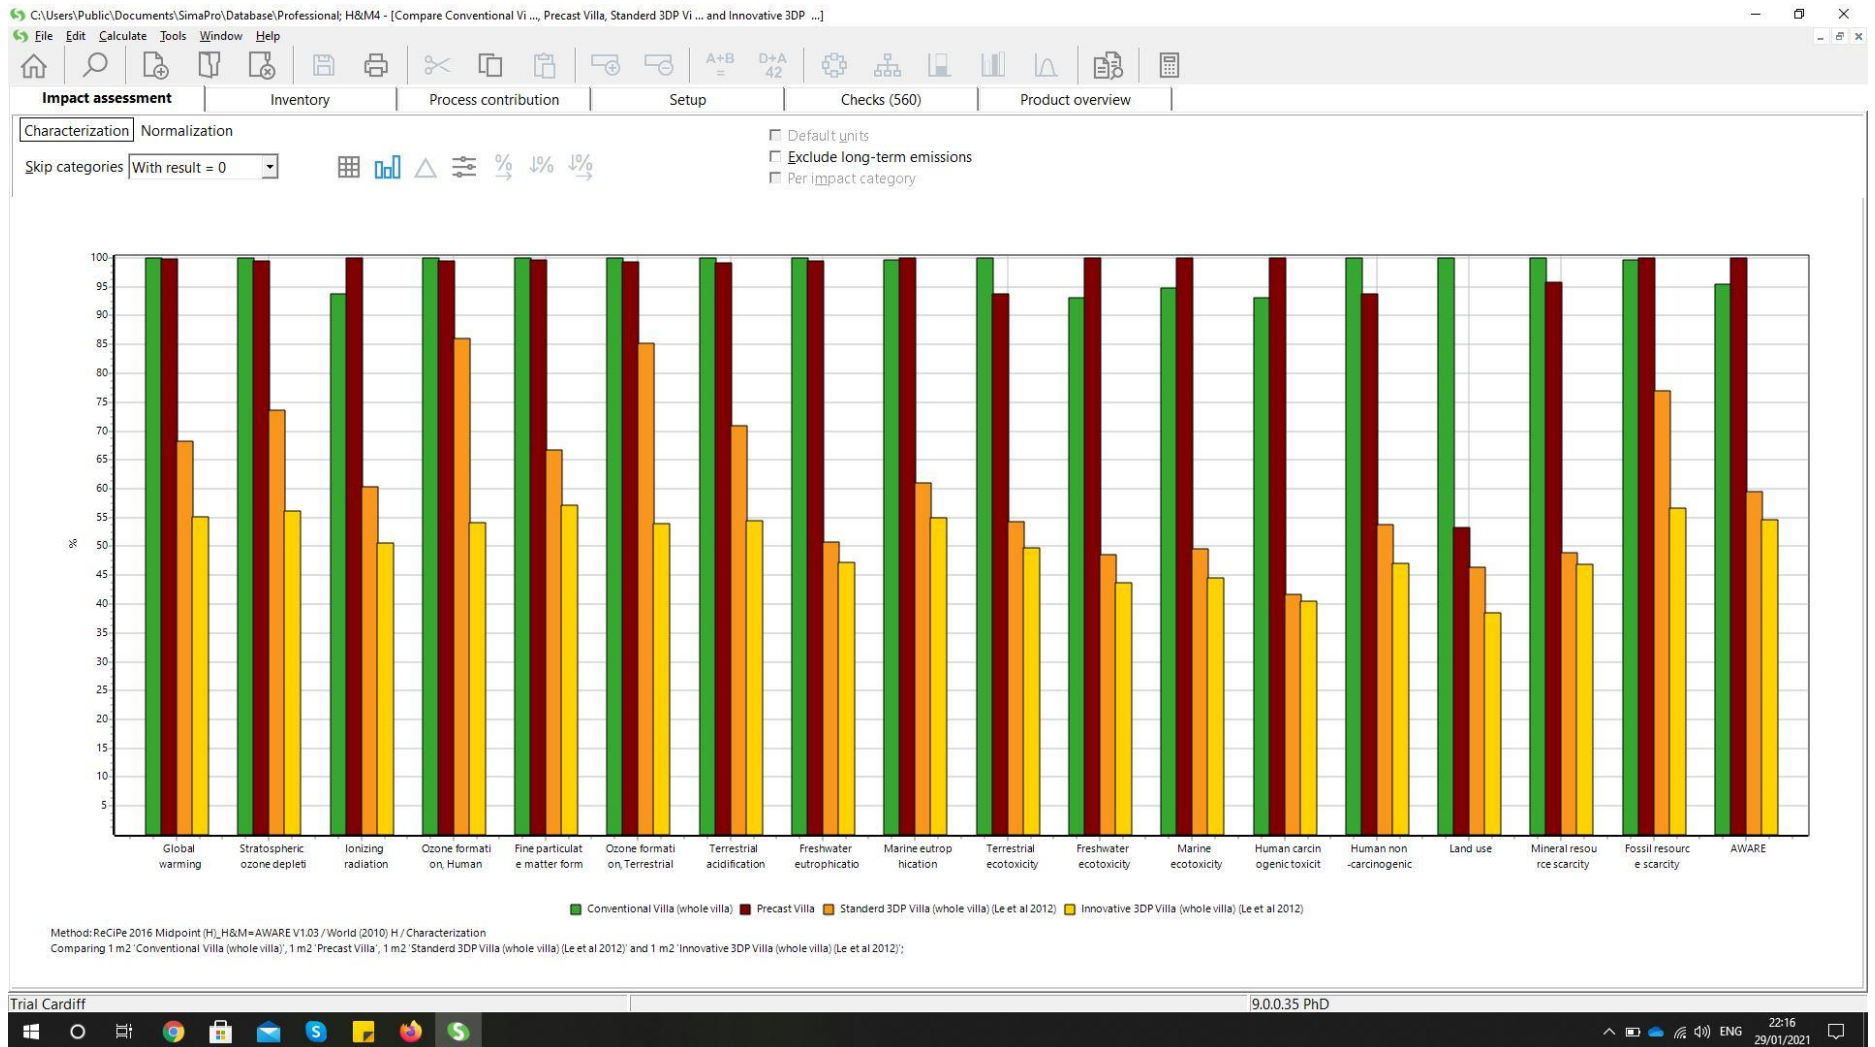 C:\Users\Public\Documents\SimaPro\Database\Professional; H&M4 - [Compare Conventional Vi ..., Precast Villa, Standerd 3DP Vi ... and Innovative 3DP ...]
File Edit Calculate Tools Window Help
A+B
=
D+A
42
Impact assessment Inventory Process contribution Setup Checks (560) Product overview
Characterization Normalization
Default units
Skip categories With result = 0
Exclude long-term emissions
Per impact category
100
95
90
85
80
75
70
65
60
55
50
45
40
35
30
25
20
15
10
5
%
Global
warming
Stratospheric
ozone depleti
Ionizing
radiation
Ozone formati
on, Human
Fine particulat
e matter form
Ozone formati
on, Terrestrial
Terrestrial
acidification
Freshwater
eutrophicatio
Marine eutrop
hication
Terrestrial
ecotoxicity
Freshwater
ecotoxicity
Marine
ecotoxicity
Human carcin
ogenic toxicit
Human non
-carcinogenic
Land use
Mineral resou
rce scarcity
Fossil resourc
e scarcity
AWARE
Conventional Villa (whole villa) Precast Villa Standerd 3DP Villa (whole villa) (Le et al 2012) Innovative 3DP Villa (whole villa) (Le et al 2012)
Method: ReCiPe 2016 Midpoint (H)_H&M=AWARE V1.03 / World (2010) H / Characterization
Comparing 1 m2 'Conventional Villa (whole villa)', 1 m2 'Precast Villa', 1 m2 'Standerd 3DP Villa (whole villa) (Le et al 2012)' and 1 m2 'Innovative 3DP Villa (whole villa) (Le et al 2012)';
Trial Cardiff 9.0.0.35 PhD
ENG
22:16
29/01/2021